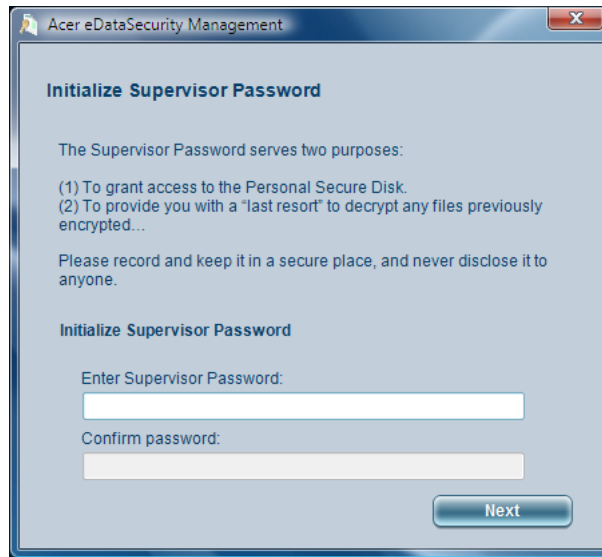 Acer eDataSecurity Management
Initialize Supervisor Password
The Supervisor Password serves two purposes:
(1) To grant access to the Personal Secure Disk.
(2) To provide you with a “last resort” to decrypt any files previously
encrypted...
Please record and keep it in a secure place, and never disclose it to
anyone.
Initialize Supervisor Password
Enter Supervisor Password:
Confirm password:
Next